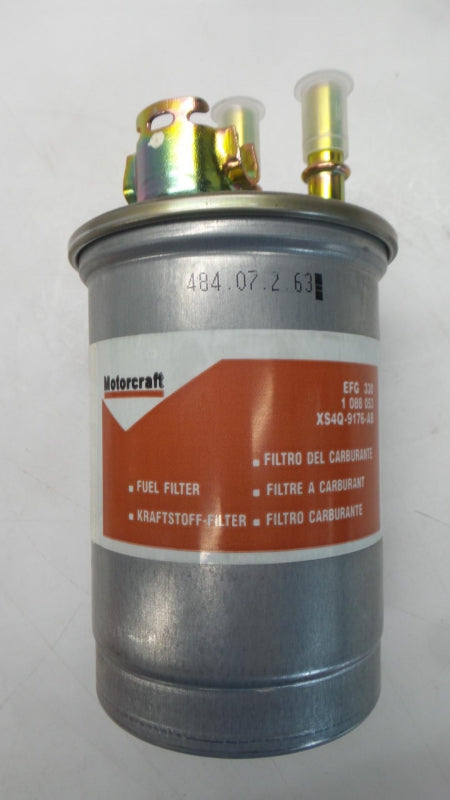 484.07.2.63
Motorcraft
EFG 330
1 088 053
XS4Q-9176-AB
▪ FILTRO DEL CARBURANTE
▪ FUEL FILTER ▪ FILTRE A CARBURANT
▪ KRAFTSTOFF-FILTER ▪ FILTRO CARBURANTE